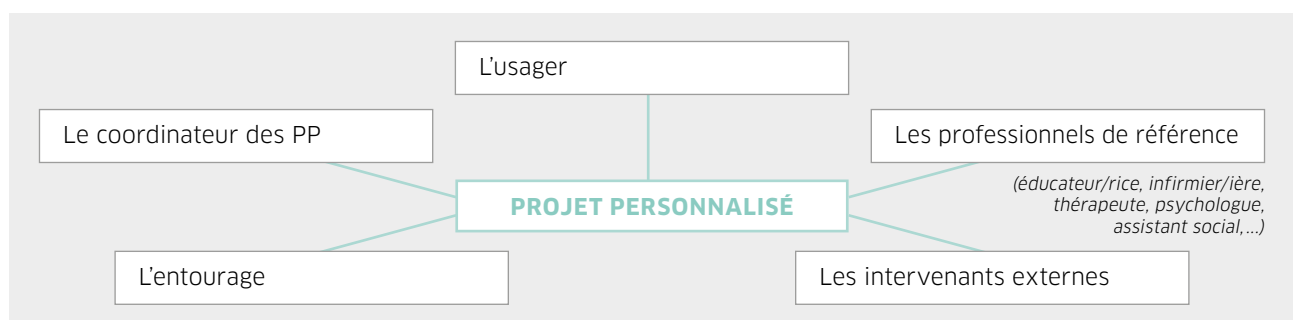 L'usager
Le coordinateur des PP
Les professionnels de référence
(éducateur/rice, infirmier/ière,
thérapeute, psychologue,
assistant social,...)
PROJET PERSONNALISÉ
L'entourage
Les intervenants externes